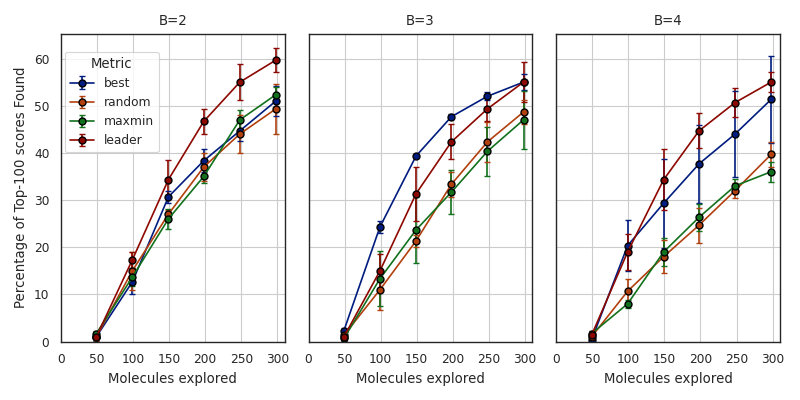 B=2
B=3
B=4
Percentage of Top-100 scores Found
60
50
40
30
20
10
0
Metric
best
random
maxmin
leader
0 50 100 150 200 250 300
0 50 100 150 200 250 300
0 50 100 150 200 250 300
Molecules explored
Molecules explored
Molecules explored